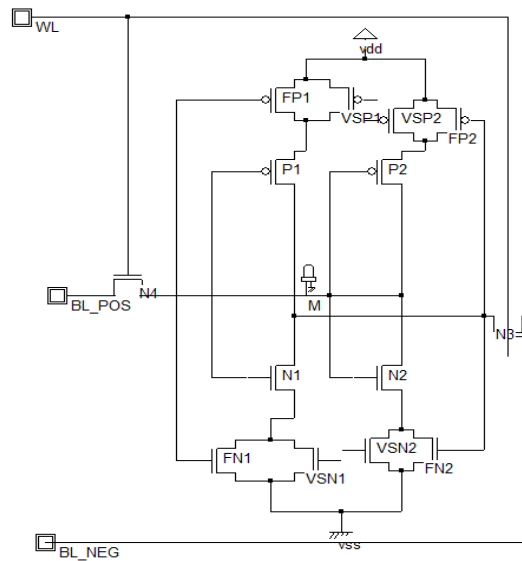 WL
vdd
FP1
VSP1
VSP2
FP2
P1
P2
BL_POS
N4
M
N3=
N1
N2
FN1
VSN1
VSN2
FN2
vss
BL_NEG